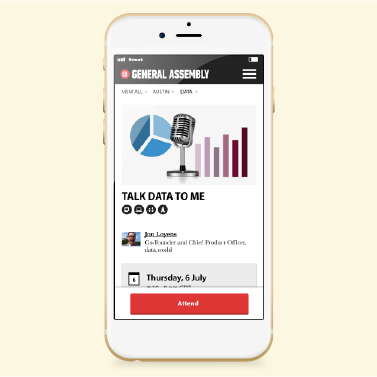 GENERAL ASSEMBLY
VIEW ALL > AUSTIN > DATA >
TALK DATA TO ME
Jon Loyens
Co-Founder and Chief Product Officer,
data.world
6 Thursday, 6 July
Attend